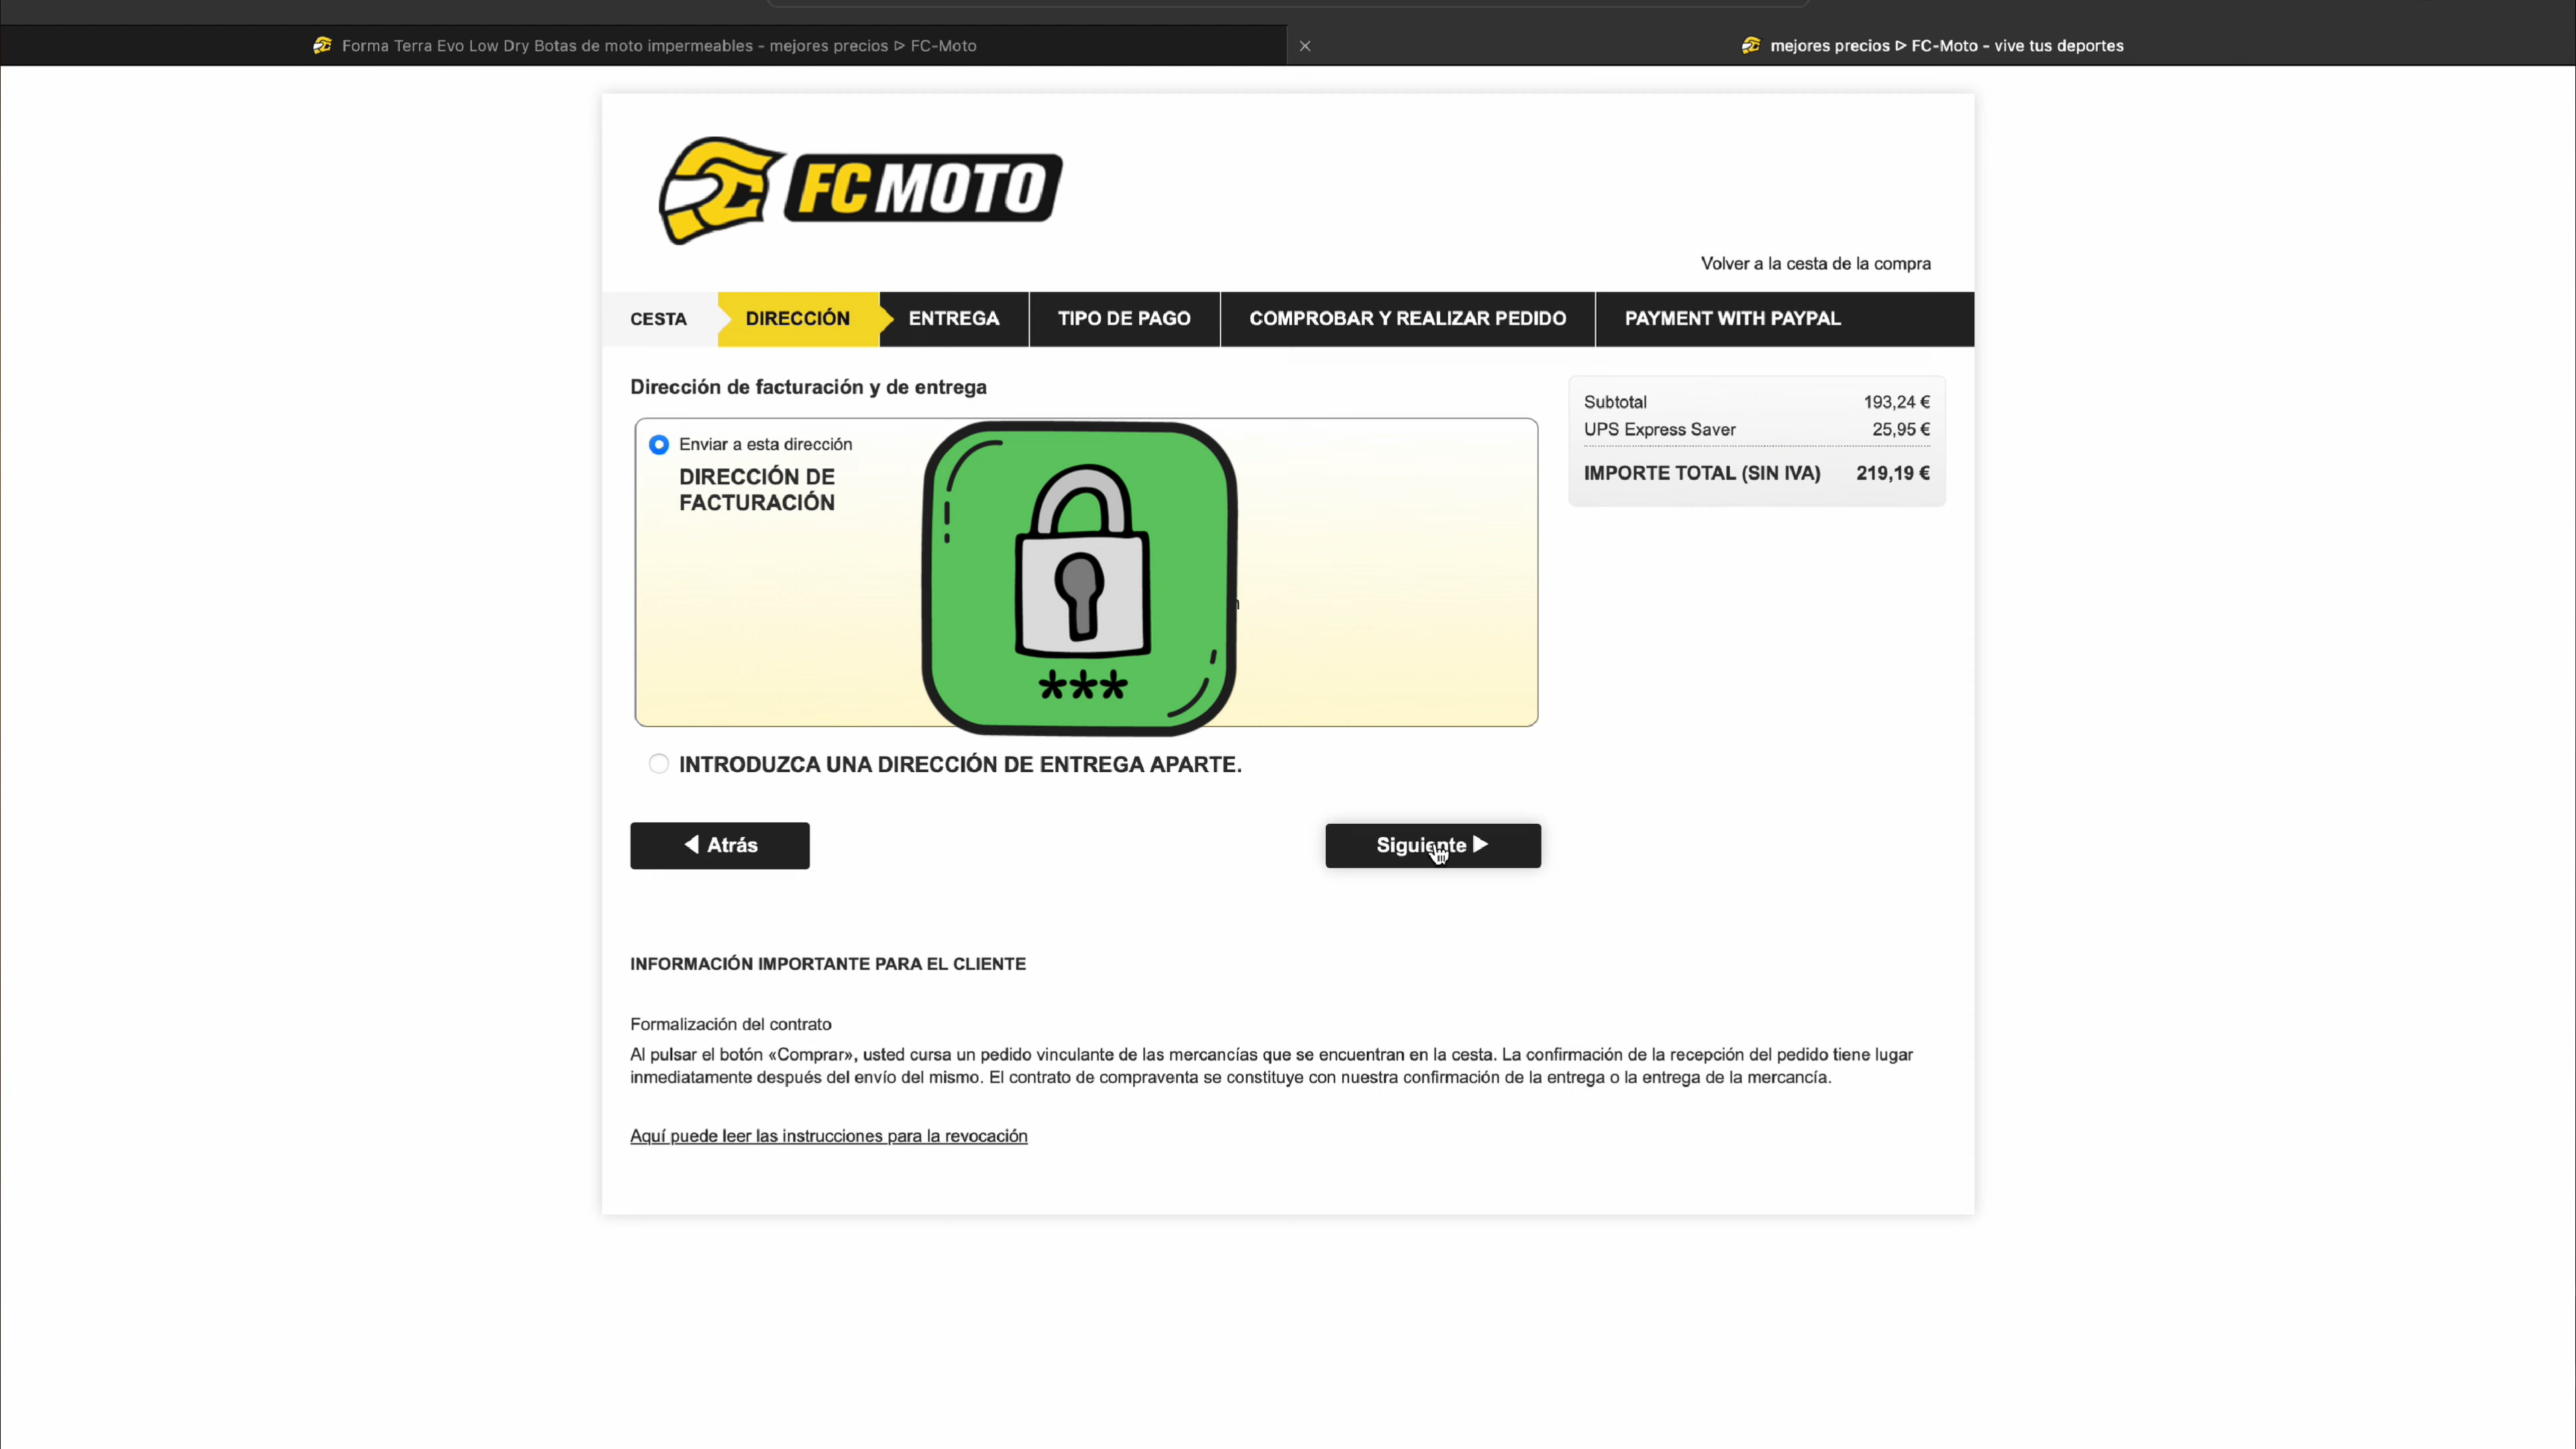 Forma Terra Evo Low Dry Botas de moto impermeables - mejores precios ᐅ FC-Moto
mejores precios ᐅ FC-Moto - vive tus deportes
FC MOTO
Volver a la cesta de la compra
CESTA
DIRECCIÓN
ENTREGA
TIPO DE PAGO
COMPROBAR Y REALIZAR PEDIDO
PAYMENT WITH PAYPAL
Dirección de facturación y de entrega
Enviar a esta dirección
DIRECCIÓN DE
FACTURACIÓN
***
Subtotal 193,24 €
UPS Express Saver 25,95 €
IMPORTE TOTAL (SIN IVA) 219,19 €
INTRODUZCA UNA DIRECCIÓN DE ENTREGA APARTE.
Atrás
Siguiente
INFORMACIÓN IMPORTANTE PARA EL CLIENTE
Formalización del contrato
Al pulsar el botón «Comprar», usted cursa un pedido vinculante de las mercancías que se encuentran en la cesta. La confirmación de la recepción del pedido tiene lugar
inmediatamente después del envío del mismo. El contrato de compraventa se constituye con nuestra confirmación de la entrega o la entrega de la mercancía.
Aquí puede leer las instrucciones para la revocación